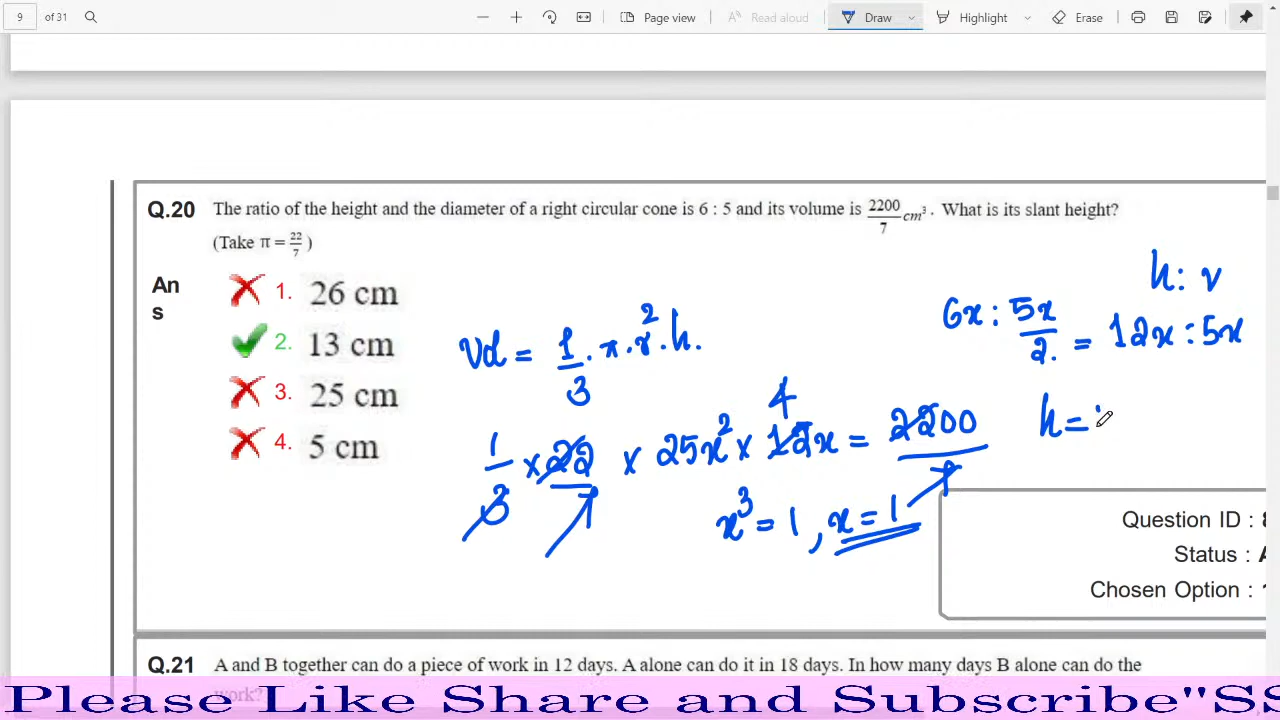 9 of 31 Page view Read aloud Draw Highlight Erase
Q.20 The ratio of the height and the diameter of a right circular cone is 6 : 5 and its volume is 2200/7 cm³. What is its slant height?
(Take π = 22/7)
Ans
1. 26 cm
2. 13 cm
3. 25 cm
4. 5 cm
h : r
6x : 5x/2. = 12x : 5x
Vol = 1/3 · π · r² · h.
4
1/3 × 22/7 × 25x² × 12x = 2200/7
h =
x³ = 1, x = 1
Question ID :
Status :
Chosen Option :
Q.21 A and B together can do a piece of work in 12 days. A alone can do it in 18 days. In how many days B alone can do the
work?
Please Like Share and Subscribe"SS